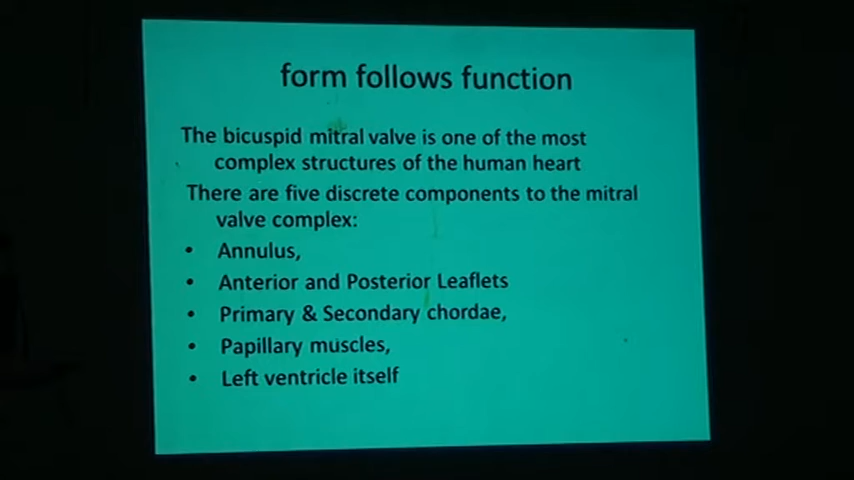 form follows function
The bicuspid mitral valve is one of the most
complex structures of the human heart
There are five discrete components to the mitral
valve complex:
• Annulus,
• Anterior and Posterior Leaflets
• Primary & Secondary chordae,
• Papillary muscles,
• Left ventricle itself